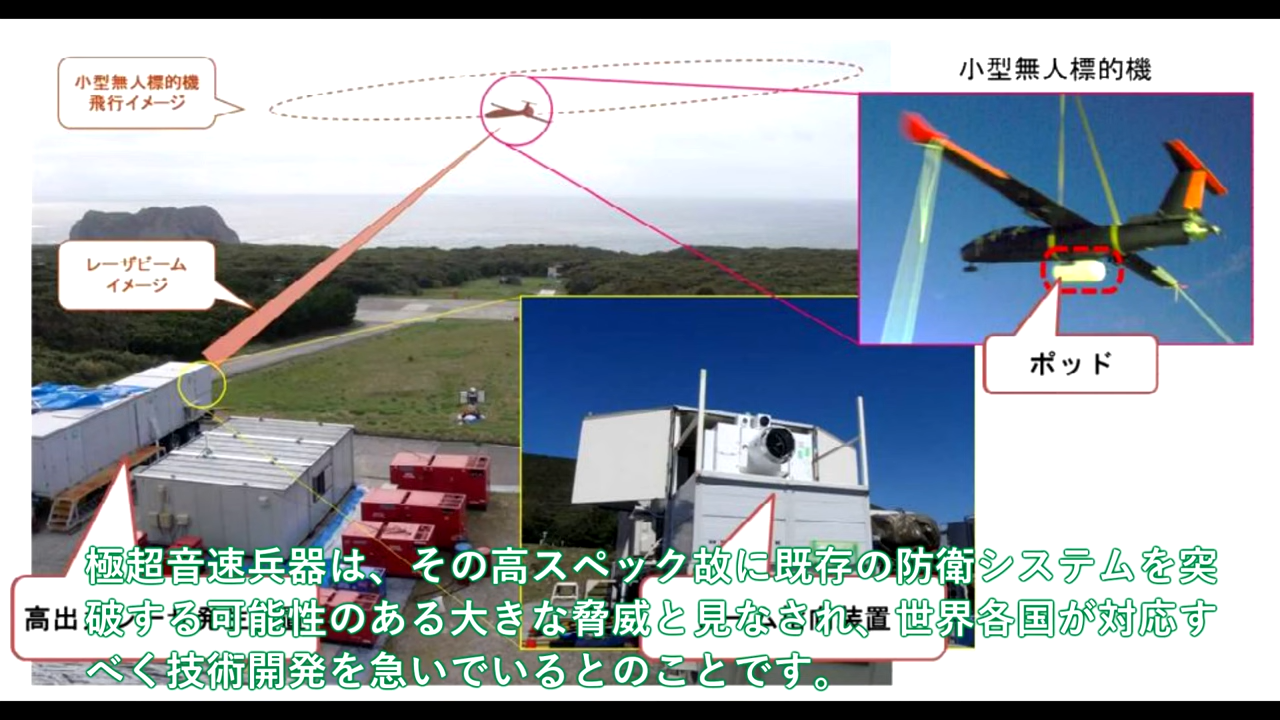 小型無人標的機
小型無人標的機
飛行イメージ
レーザビーム
イメージ
ポッド
極超音速兵器は、その高スペック故に既存の防衛システムを突
破する可能性のある大きな脅威と見なされ、世界各国が対応す
べく技術開発を急いでいるとのことです。
高出
装置